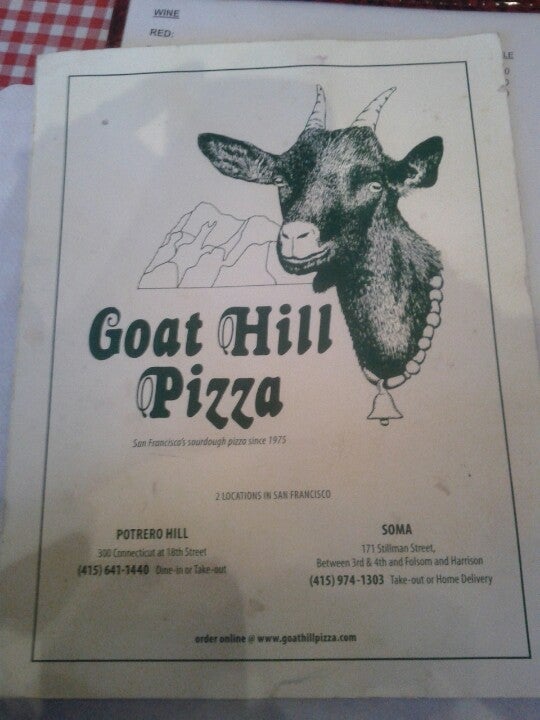 WINE
RED:
Goat Hill
Pizza
San Francisco's sourdough pizza since 1975
2 LOCATIONS IN SAN FRANCISCO
POTRERO HILL
300 Connecticut at 18th Street
(415) 641-1440 Dine-in or Take-out
SOMA
171 Stillman Street,
Between 3rd & 4th and Folsom and Harrison
(415) 974-1303 Take-out or Home Delivery
order online @ www.goathillpizza.com